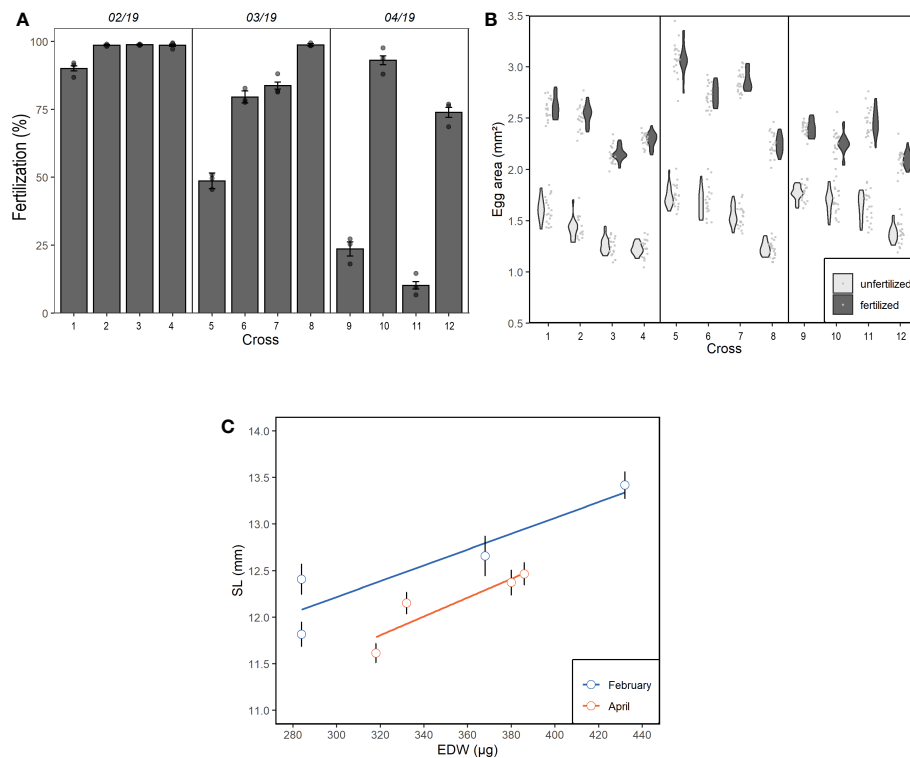 A
02/19 03/19 04/19
100
75
50
25
0
Fertilization (%)
1 2 3 4 5 6 7 8 9 10 11 12
Cross
B
3.5
3.0
2.5
2.0
1.5
1.0
0.5
Egg area (mm²)
unfertilized
fertilized
1 2 3 4 5 6 7 8 9 10 11 12
Cross
C
14.0
13.5
13.0
12.5
12.0
11.5
11.0
SL (mm)
February
April
280 300 320 340 360 380 400 420 440
EDW (µg)